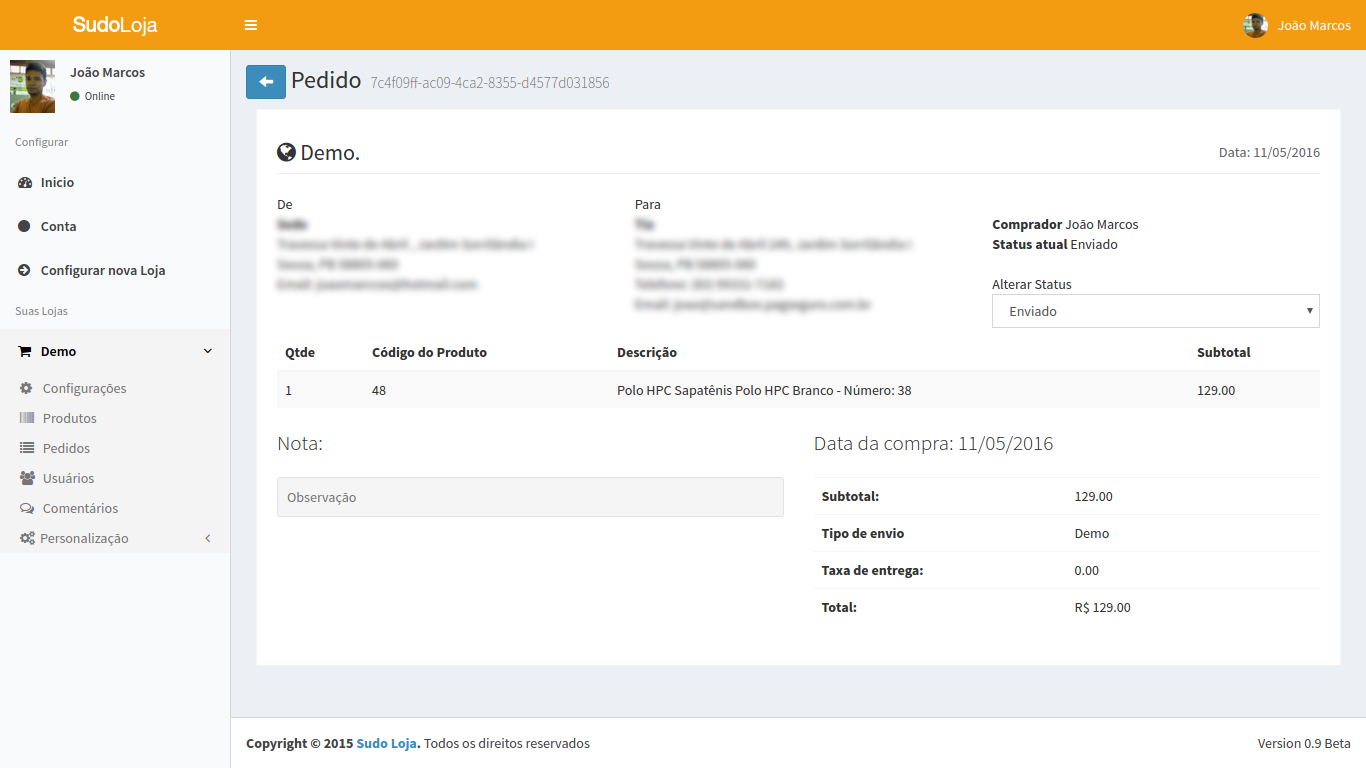 SudoLoja
João Marcos
João Marcos
Online
Configurar
Inicio
Conta
Configurar nova Loja
Suas Lojas
Demo
Configurações
Produtos
Pedidos
Usuários
Comentários
Personalização
Pedido 7c4f09ff-ac09-4ca2-8355-d4577d031856
Demo.
Data: 11/05/2016
De
Para
Comprador João Marcos
Status atual Enviado
Alterar Status
Enviado
Qtde Código do Produto Descrição Subtotal
1 48 Polo HPC Sapatênis Polo HPC Branco - Número: 38 129.00
Nota:
Observação
Data da compra: 11/05/2016
Subtotal: 129.00
Tipo de envio Demo
Taxa de entrega: 0.00
Total: R$ 129.00
Copyright © 2015 Sudo Loja. Todos os direitos reservados
Version 0.9 Beta